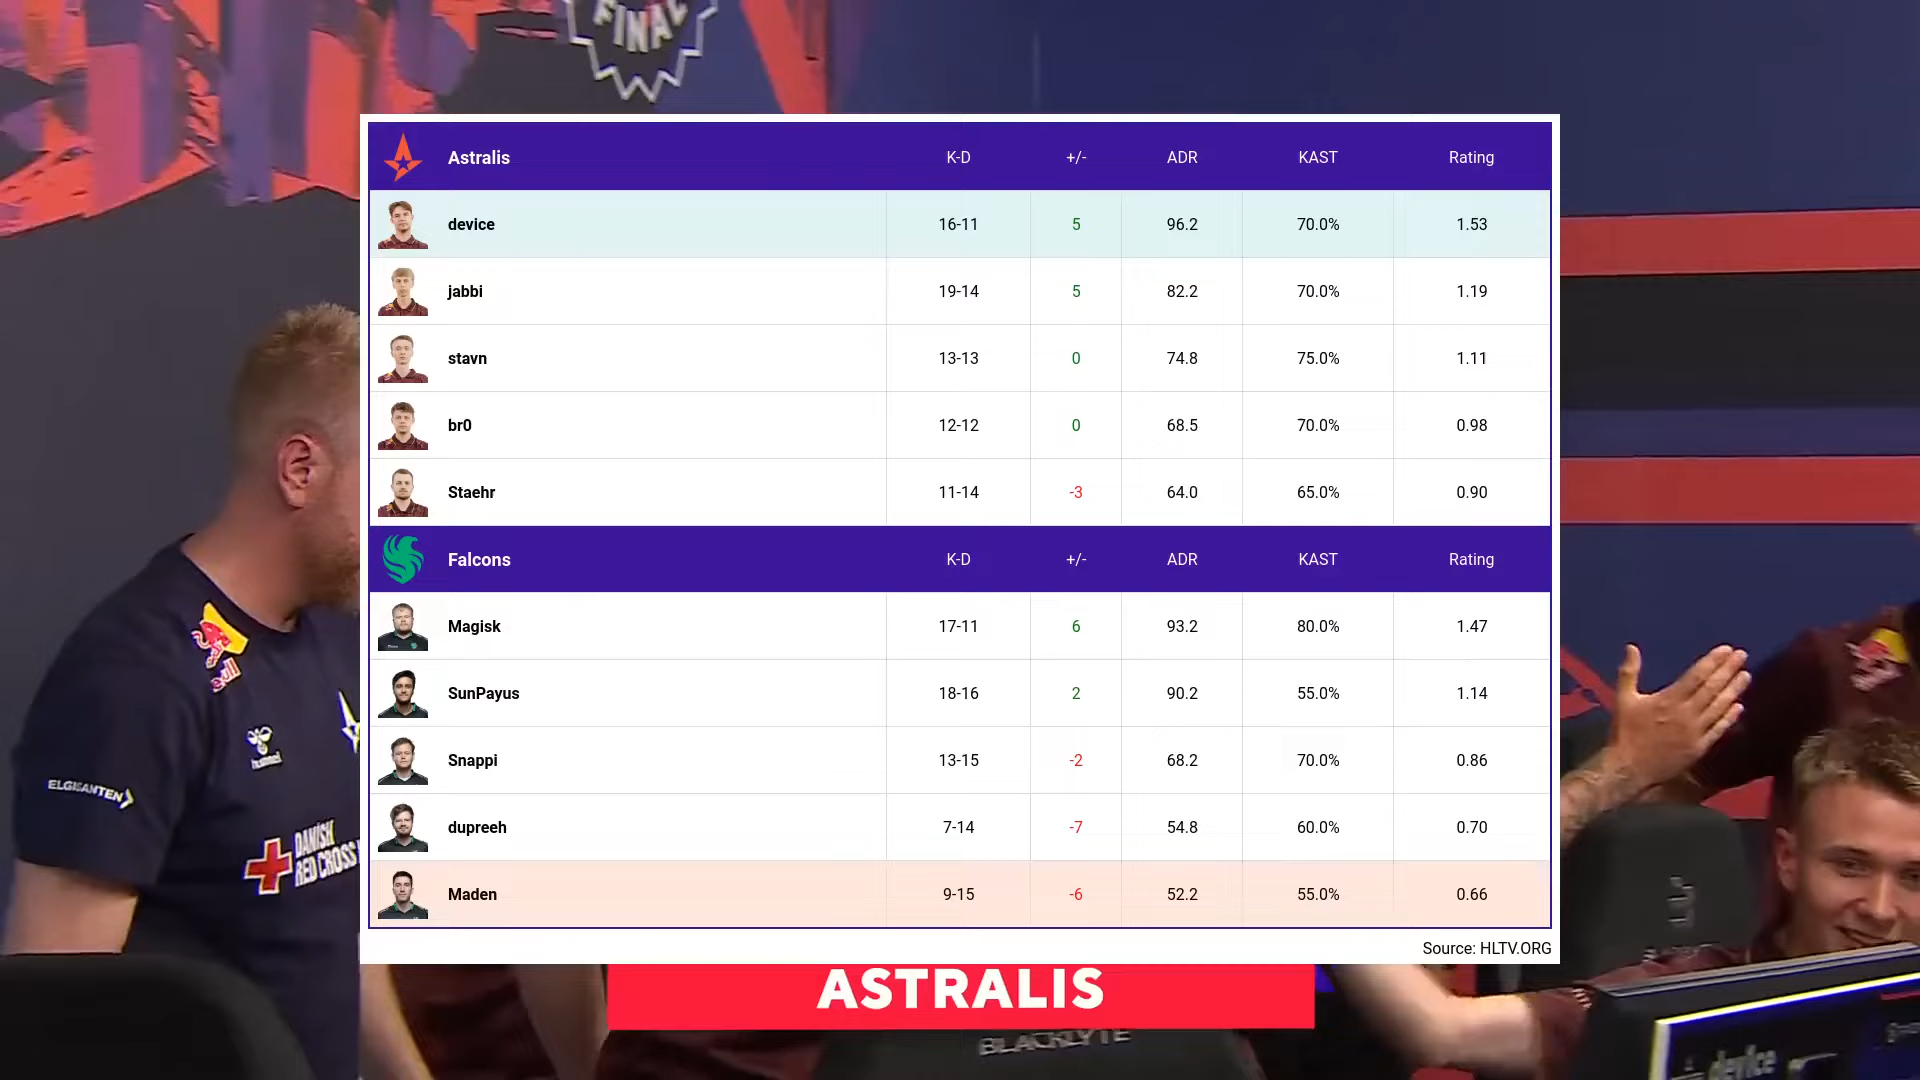 FINAL
Astralis K-D +/- ADR KAST Rating
device 16-11 5 96.2 70.0% 1.53
jabbi 19-14 5 82.2 70.0% 1.19
stavn 13-13 0 74.8 75.0% 1.11
br0 12-12 0 68.5 70.0% 0.98
Staehr 11-14 -3 64.0 65.0% 0.90
Falcons K-D +/- ADR KAST Rating
Magisk 17-11 6 93.2 80.0% 1.47
SunPayus 18-16 2 90.2 55.0% 1.14
Snappi 13-15 -2 68.2 70.0% 0.86
dupreeh 7-14 -7 54.8 60.0% 0.70
Maden 9-15 -6 52.2 55.0% 0.66
Source: HLTV.ORG
ASTRALIS
hummel
ELGIGANTEN
DANISH
RED CROSS
BLACKLYTE
device